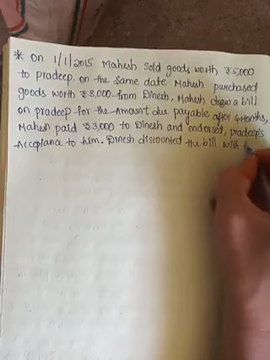 * On 1/1/2015 Mahesh sold goods worth ₹5,000
to pradeep on the same date Mahesh purchased
goods worth ₹8,000 from Dinesh, Mahesh drew a bill
on pradeep for the Amount due payable after 4 Months,
Mahesh paid ₹3,000 to Dinesh and endorsed, pradeep's
Acceptance to him. Dinesh discounted the bill with